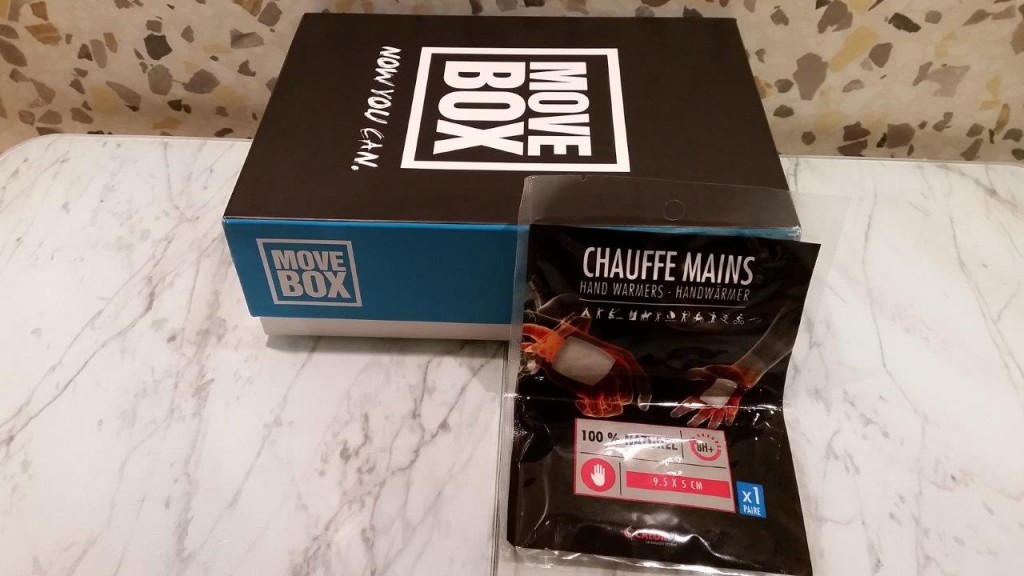 MOVE
BOX
NOW YOU CAN.
MOVE
BOX
CHAUFFE MAINS
HAND WARMERS - HANDWÄRMER
100 % NATUREL
8H+
9.5 X 5 CM
x1
PAIRE